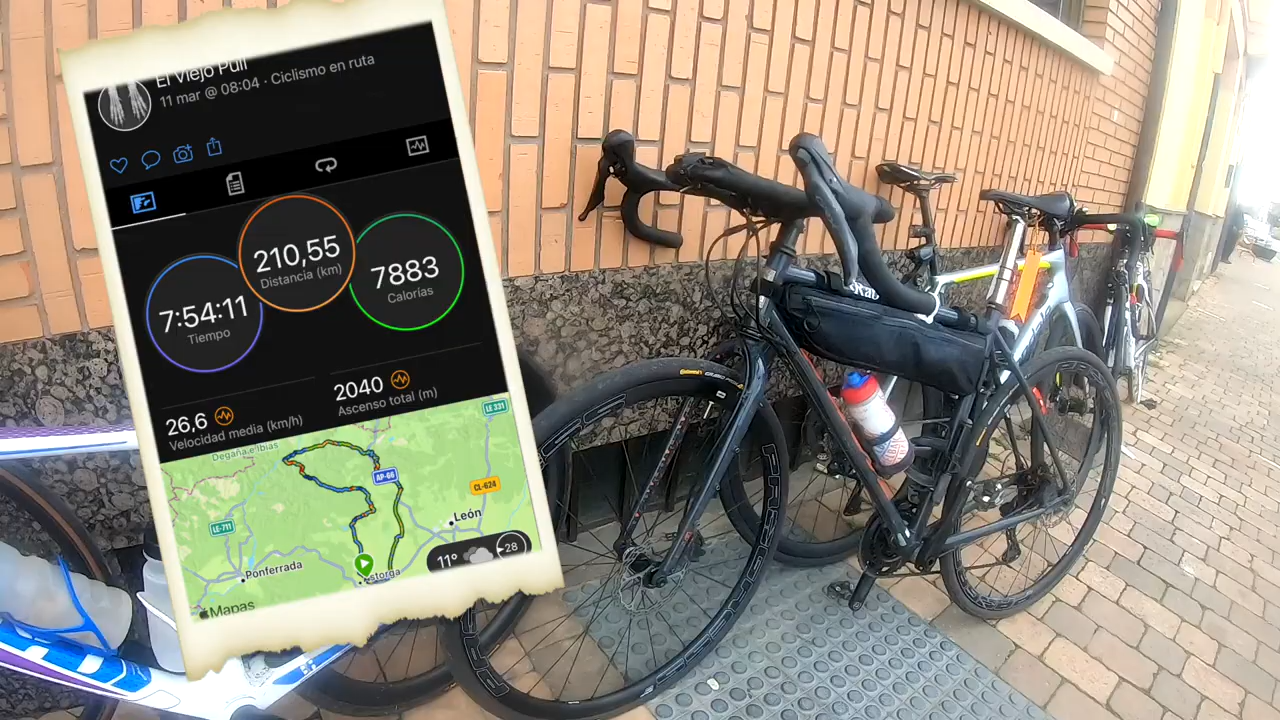 El Viejo Pull
11 mar @ 08:04 · Ciclismo en ruta
210,55
Distancia (km)
7883
Calorías
7:54:11
Tiempo
2040
Ascenso total (m)
26,6
Velocidad media (km/h)
LE 331
Degaña e Ibias
AP-66
CL-624
LE-711
León
11°
28
Ponferrada
Astorga
Mapas